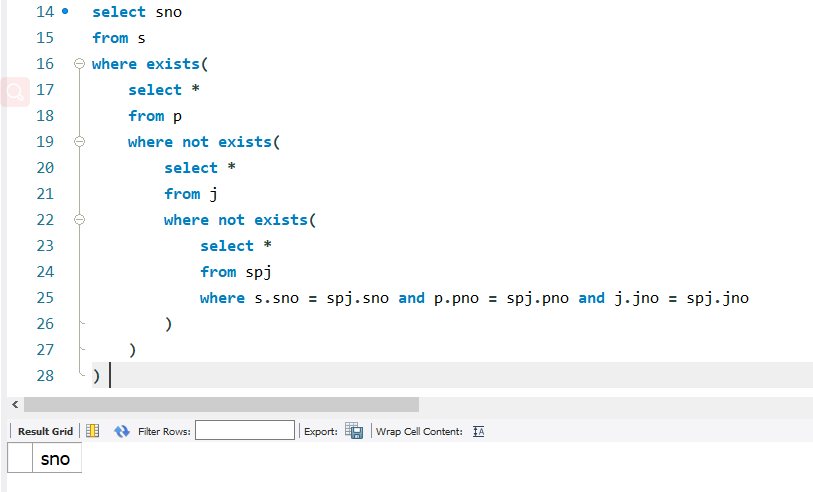 14 select sno
15 from s
16 where exists(
17 select *
18 from p
19 where not exists(
20 select *
21 from j
22 where not exists(
23 select *
24 from spj
25 where s.sno = spj.sno and p.pno = spj.pno and j.jno = spj.jno
26 )
27 )
28 )
Result Grid Filter Rows: Export: Wrap Cell Content:
sno